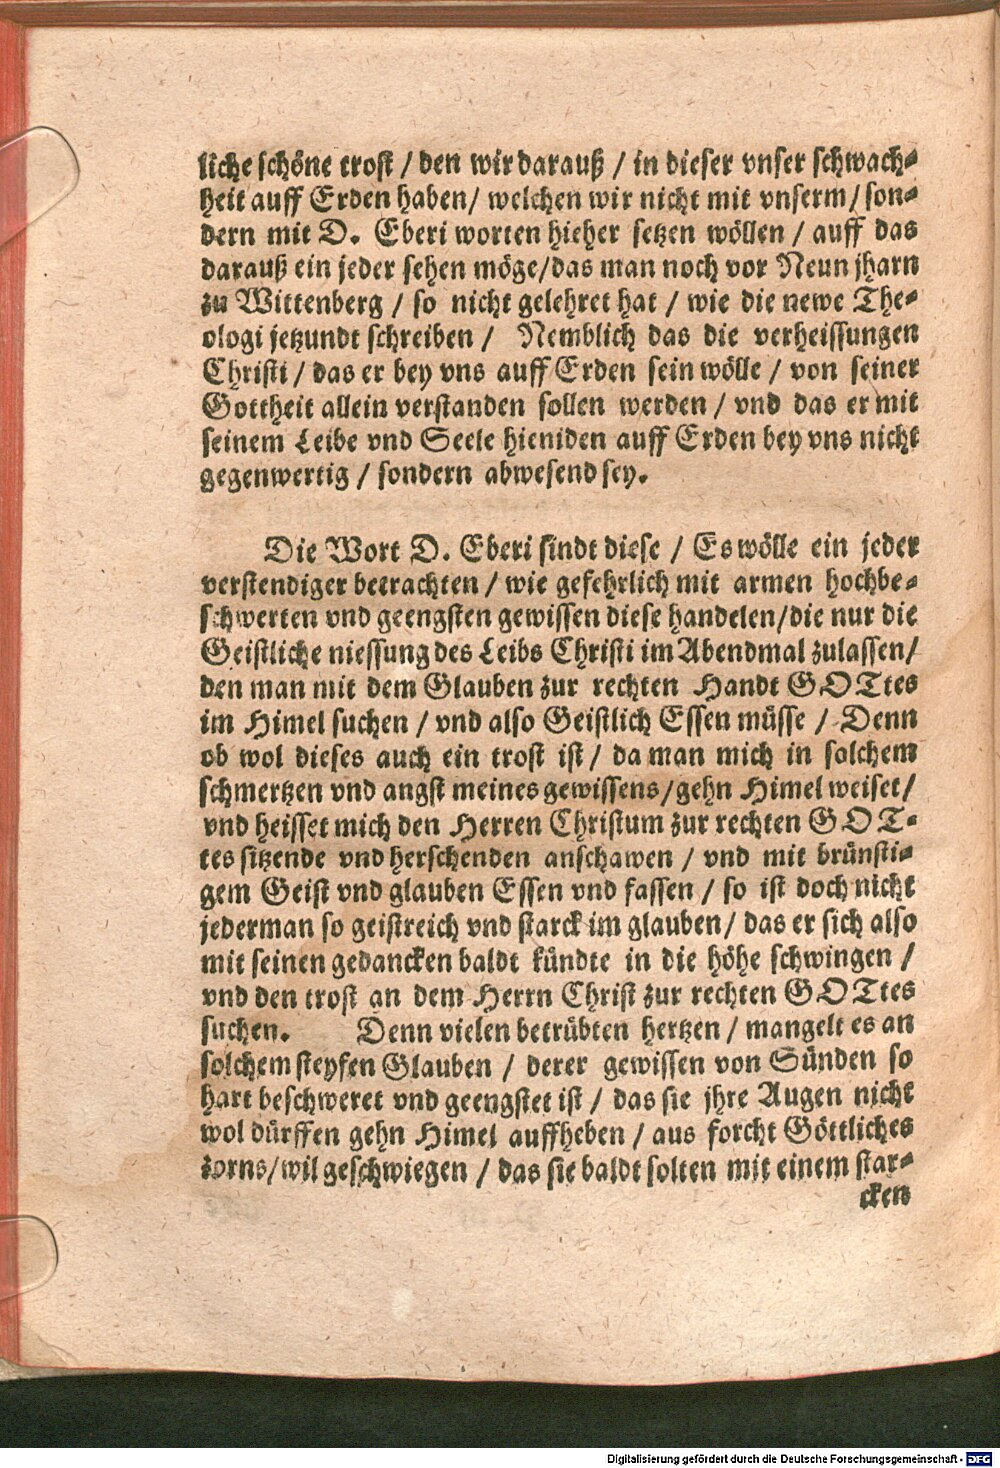 liche schöne trost / den wir darauß / in dieser vnser schwach-
heit auff Erden haben/ welchen wir nicht mit vnserm/ son-
dern mit D. Eberi worten hieher setzen wöllen / auff das
darauß ein jeder sehen möge/das man noch vor Neun jharn
zu Wittenberg / so nicht gelehret hat / wie die newe The-
ologi jetzundt schreiben / Nemblich das die verheissungen
Christi / das er bey vns auff Erden sein wölle / von seiner
Gottheit allein verstanden sollen werden / vnd das er mit
seinem Leibe vnd Seele hieniden auff Erden bey vns nicht
gegenwertig / sondern abwesend sey.
Die Wort D. Eberi sindt diese / Es wölle ein jeder
verstendiger betrachten / wie gefehrlich mit armen hochbe-
schwerten vnd geengsten gewissen diese handelen/die nur die
Geistliche niessung des Leibs Christi im Abendmal zulassen/
den man mit dem Glauben zur rechten Handt GOTtes
im Himel suchen / vnd also Geistlich Essen müsse / Denn
ob wol dieses auch ein trost ist / da man mich in solchem
schmertzen vnd angst meines gewissens/gehn Himel weiset/
vnd heisset mich den Herren Christum zur rechten GOT-
tes sitzende vnd herschenden anschawen / vnd mit brünsti-
gem Geist vnd glauben Essen vnd fassen / so ist doch nicht
jederman so geistreich vnd starck im glauben / das er sich also
mit seinen gedancken baldt kündte in die höhe schwingen /
vnd den trost an dem Herrn Christ zur rechten GOTtes
suchen. Denn vielen betrübten hertzen / mangelt es an
solchem steyfen Glauben / derer gewissen von Sünden so
hart beschweret vnd geengstet ist / das sie jhre Augen nicht
wol dürffen gehn Himel auffheben / aus forcht Göttliches
zorns/wil geschwiegen / das sie baldt solten mit einem star-
cken
Digitalisierung gefördert durch die Deutsche Forschungsgemeinschaft - DFG